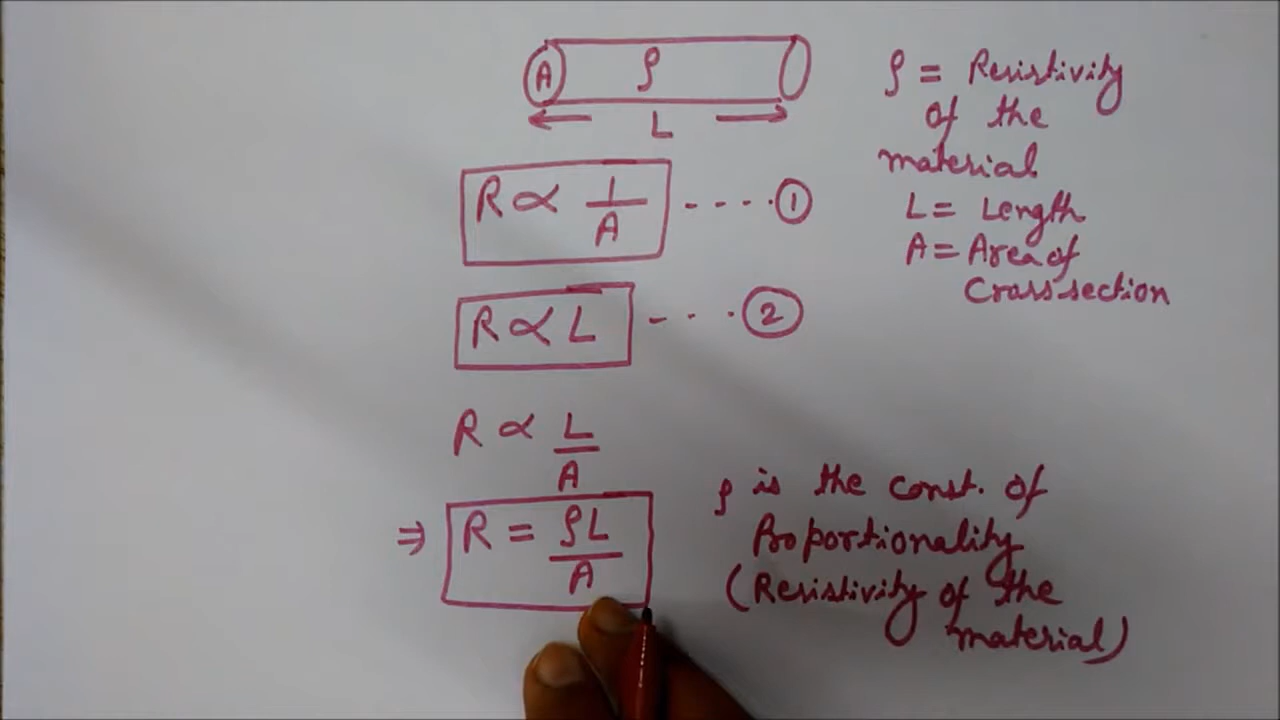 A ρ
L
R ∝ 1/A ----- ①
R ∝ L - - - - ②
R ∝ L/A
⇒ R = ρL/A
ρ = Resistivity
of the
material
L = Length
A = Area of
Cross section
ρ is the const. of
Proportionality
(Resistivity of the
material)